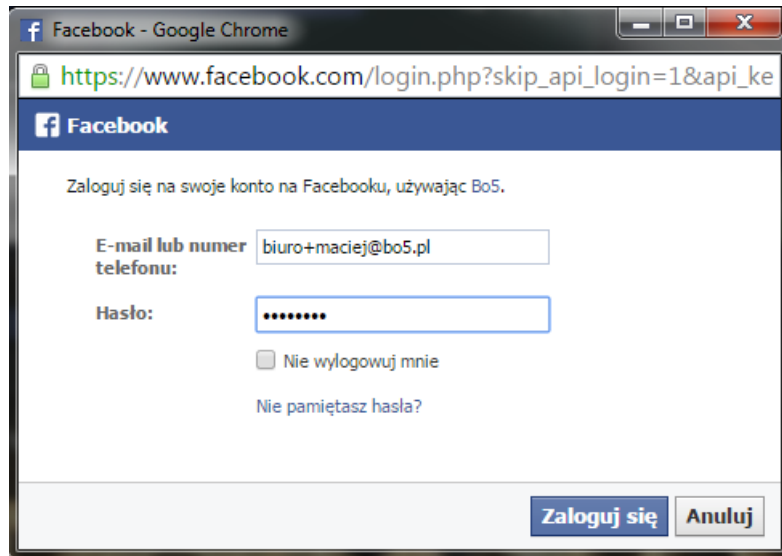 Facebook - Google Chrome
https://www.facebook.com/login.php?skip_api_login=1&api_ke
Facebook
Zaloguj się na swoje konto na Facebooku, używając Bo5.
E-mail lub numer telefonu:
biuro+maciej@bo5.pl
Hasło:
••••••••
Nie wylogowuj mnie
Nie pamiętasz hasła?
Zaloguj się Anuluj